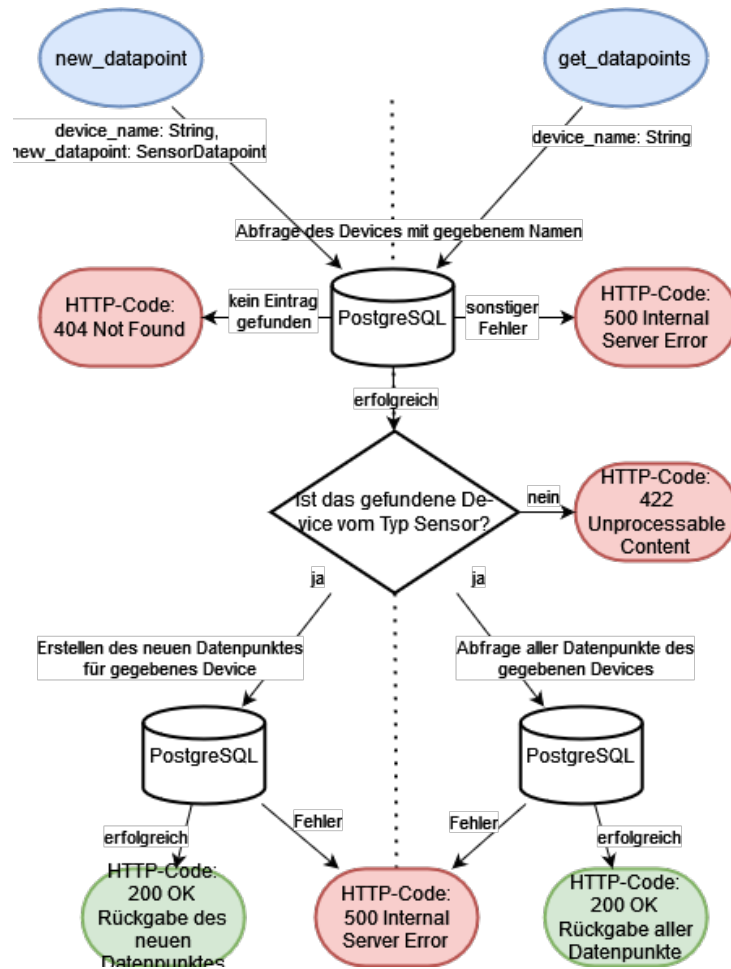 new_datapoint
get_datapoints
device_name: String,
new_datapoint: SensorDatapoint
device_name: String
Abfrage des Devices mit gegebenem Namen
HTTP-Code:
404 Not Found
kein Eintrag
gefunden
PostgreSQL
sonstiger
Fehler
HTTP-Code:
500 Internal
Server Error
erfolgreich
Ist das gefundene De-
vice vom Typ Sensor?
nein
HTTP-Code:
422
Unprocessable
Content
ja
ja
Erstellen des neuen Datenpunktes
für gegebenes Device
Abfrage aller Datenpunkte des
gegebenen Devices
PostgreSQL
PostgreSQL
erfolgreich
Fehler
Fehler
erfolgreich
HTTP-Code:
200 OK
Rückgabe des
neuen
Datenpunktes
HTTP-Code:
500 Internal
Server Error
HTTP-Code:
200 OK
Rückgabe aller
Datenpunkte